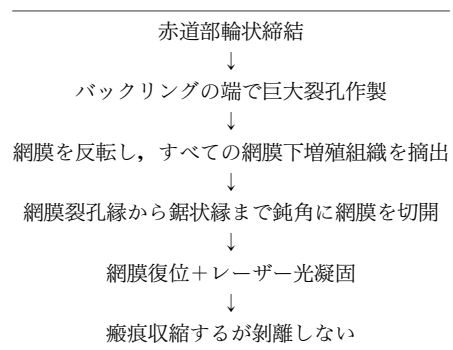 赤道部輪状締結
↓
バックリングの端で巨大裂孔作製
↓
網膜を反転し，すべての網膜下増殖組織を摘出
↓
網膜裂孔縁から鋸状縁まで鈍角に網膜を切開
↓
網膜復位＋レーザー光凝固
↓
瘢痕収縮するが剝離しない